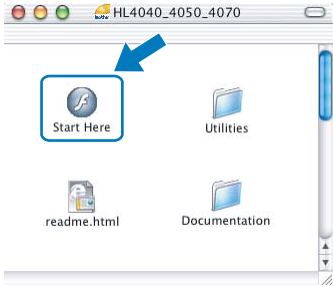 HL4040_4050_4070
Start Here
Utilities
readme.html
Documentation